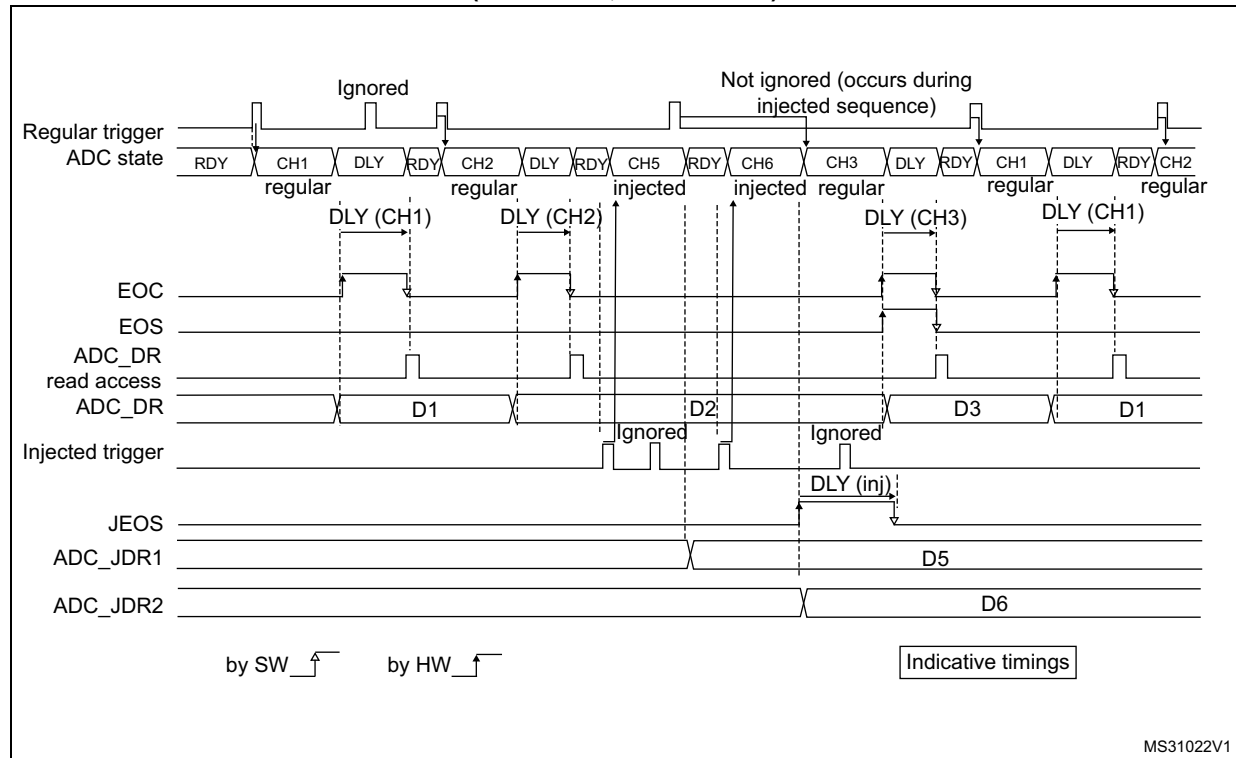 Ignored
Not ignored (occurs during
injected sequence)
Regular trigger
ADC state
RDY CH1 DLY RDY CH2 DLY RDY CH5 RDY CH6 CH3 DLY RDY CH1 DLY RDY CH2
regular regular injected injected regular regular regular
DLY (CH1) DLY (CH2) DLY (CH3) DLY (CH1)
EOC
EOS
ADC_DR
read access
ADC_DR D1 D2 D3 D1
Ignored Ignored
Injected trigger
DLY (inj)
JEOS
ADC_JDR1 D5
ADC_JDR2 D6
by SW by HW Indicative timings
MS31022V1